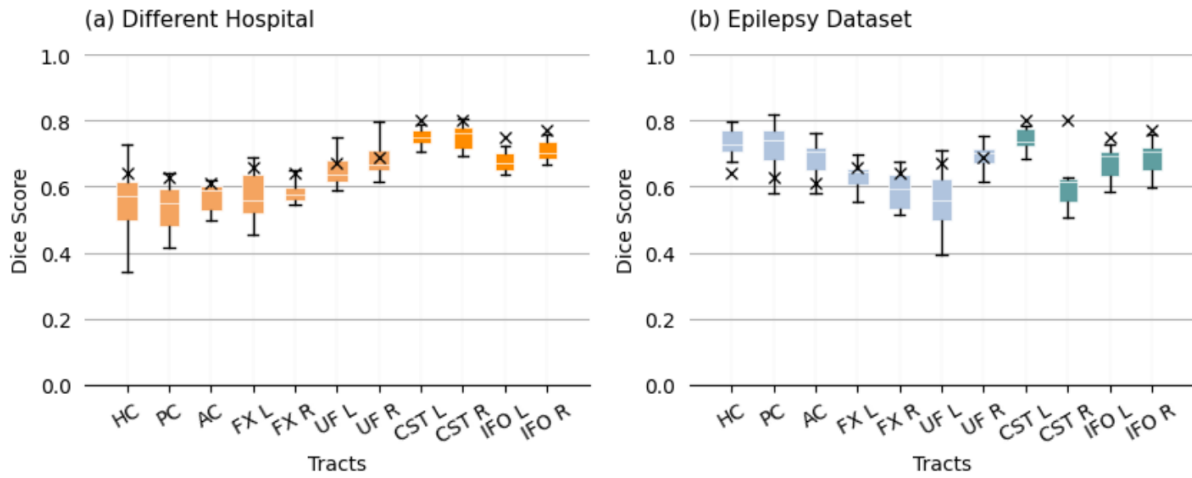 (a) Different Hospital
Dice Score
1.0
0.8
0.6
0.4
0.2
0.0
HC PC AC FX L FX R UF L UF R CST L CST R IFO L IFO R
Tracts
(b) Epilepsy Dataset
Dice Score
1.0
0.8
0.6
0.4
0.2
0.0
HC PC AC FX L FX R UF L UF R CST L CST R IFO L IFO R
Tracts